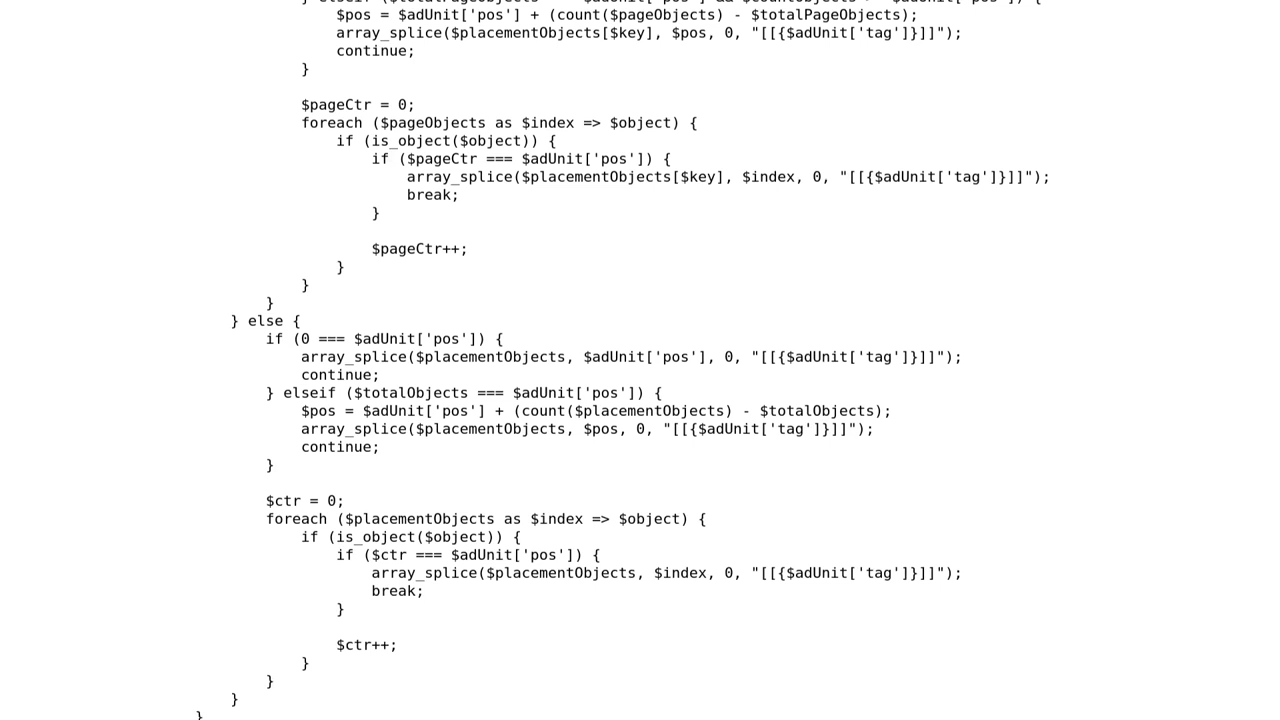 $pos = $adUnit['pos'] + (count($pageObjects) - $totalPageObjects);
array_splice($placementObjects[$key], $pos, 0, "[[{$adUnit['tag']}]]");
continue;
}
$pageCtr = 0;
foreach ($pageObjects as $index => $object) {
if (is_object($object)) {
if ($pageCtr === $adUnit['pos']) {
array_splice($placementObjects[$key], $index, 0, "[[{$adUnit['tag']}]]");
break;
}
$pageCtr++;
}
}
}
} else {
if (0 === $adUnit['pos']) {
array_splice($placementObjects, $adUnit['pos'], 0, "[[{$adUnit['tag']}]]");
continue;
} elseif ($totalObjects === $adUnit['pos']) {
$pos = $adUnit['pos'] + (count($placementObjects) - $totalObjects);
array_splice($placementObjects, $pos, 0, "[[{$adUnit['tag']}]]");
continue;
}
$ctr = 0;
foreach ($placementObjects as $index => $object) {
if (is_object($object)) {
if ($ctr === $adUnit['pos']) {
array_splice($placementObjects, $index, 0, "[[{$adUnit['tag']}]]");
break;
}
$ctr++;
}
}
}
}